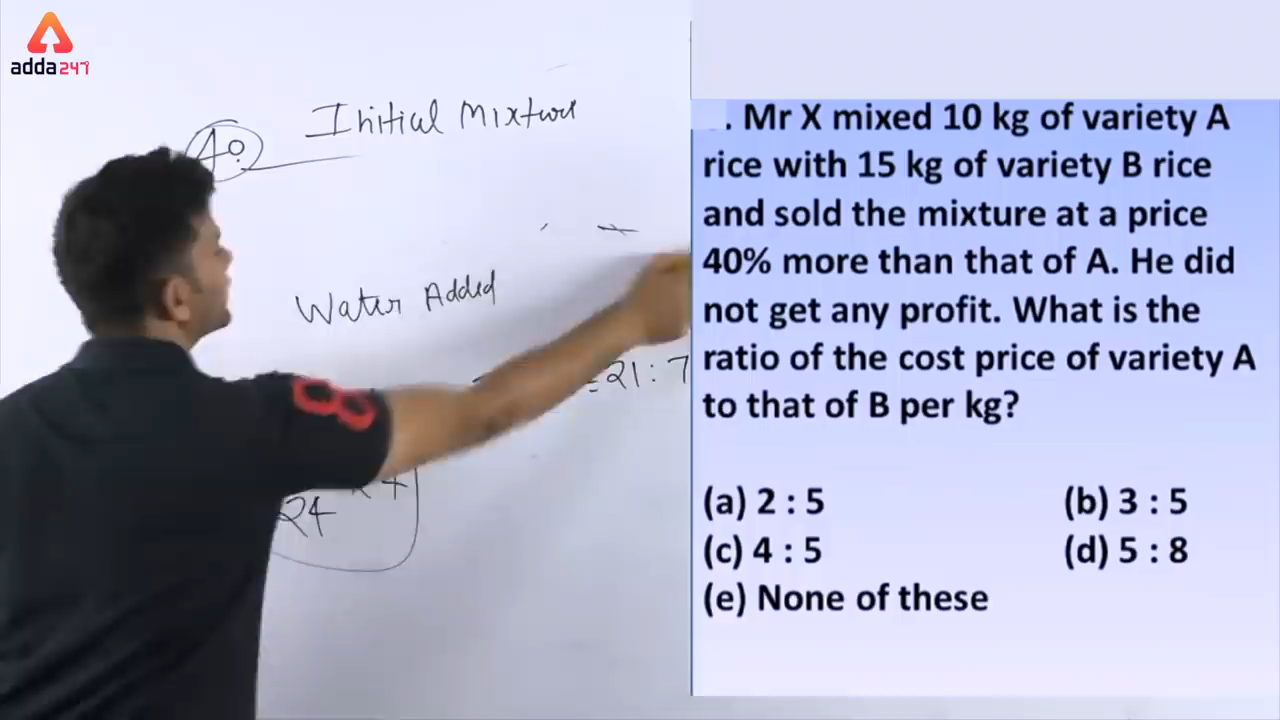 adda247
40
Initial Mixture
Water Added
= 21 : 7
24
. Mr X mixed 10 kg of variety A
rice with 15 kg of variety B rice
and sold the mixture at a price
40% more than that of A. He did
not get any profit. What is the
ratio of the cost price of variety A
to that of B per kg?
(a) 2 : 5 (b) 3 : 5
(c) 4 : 5 (d) 5 : 8
(e) None of these